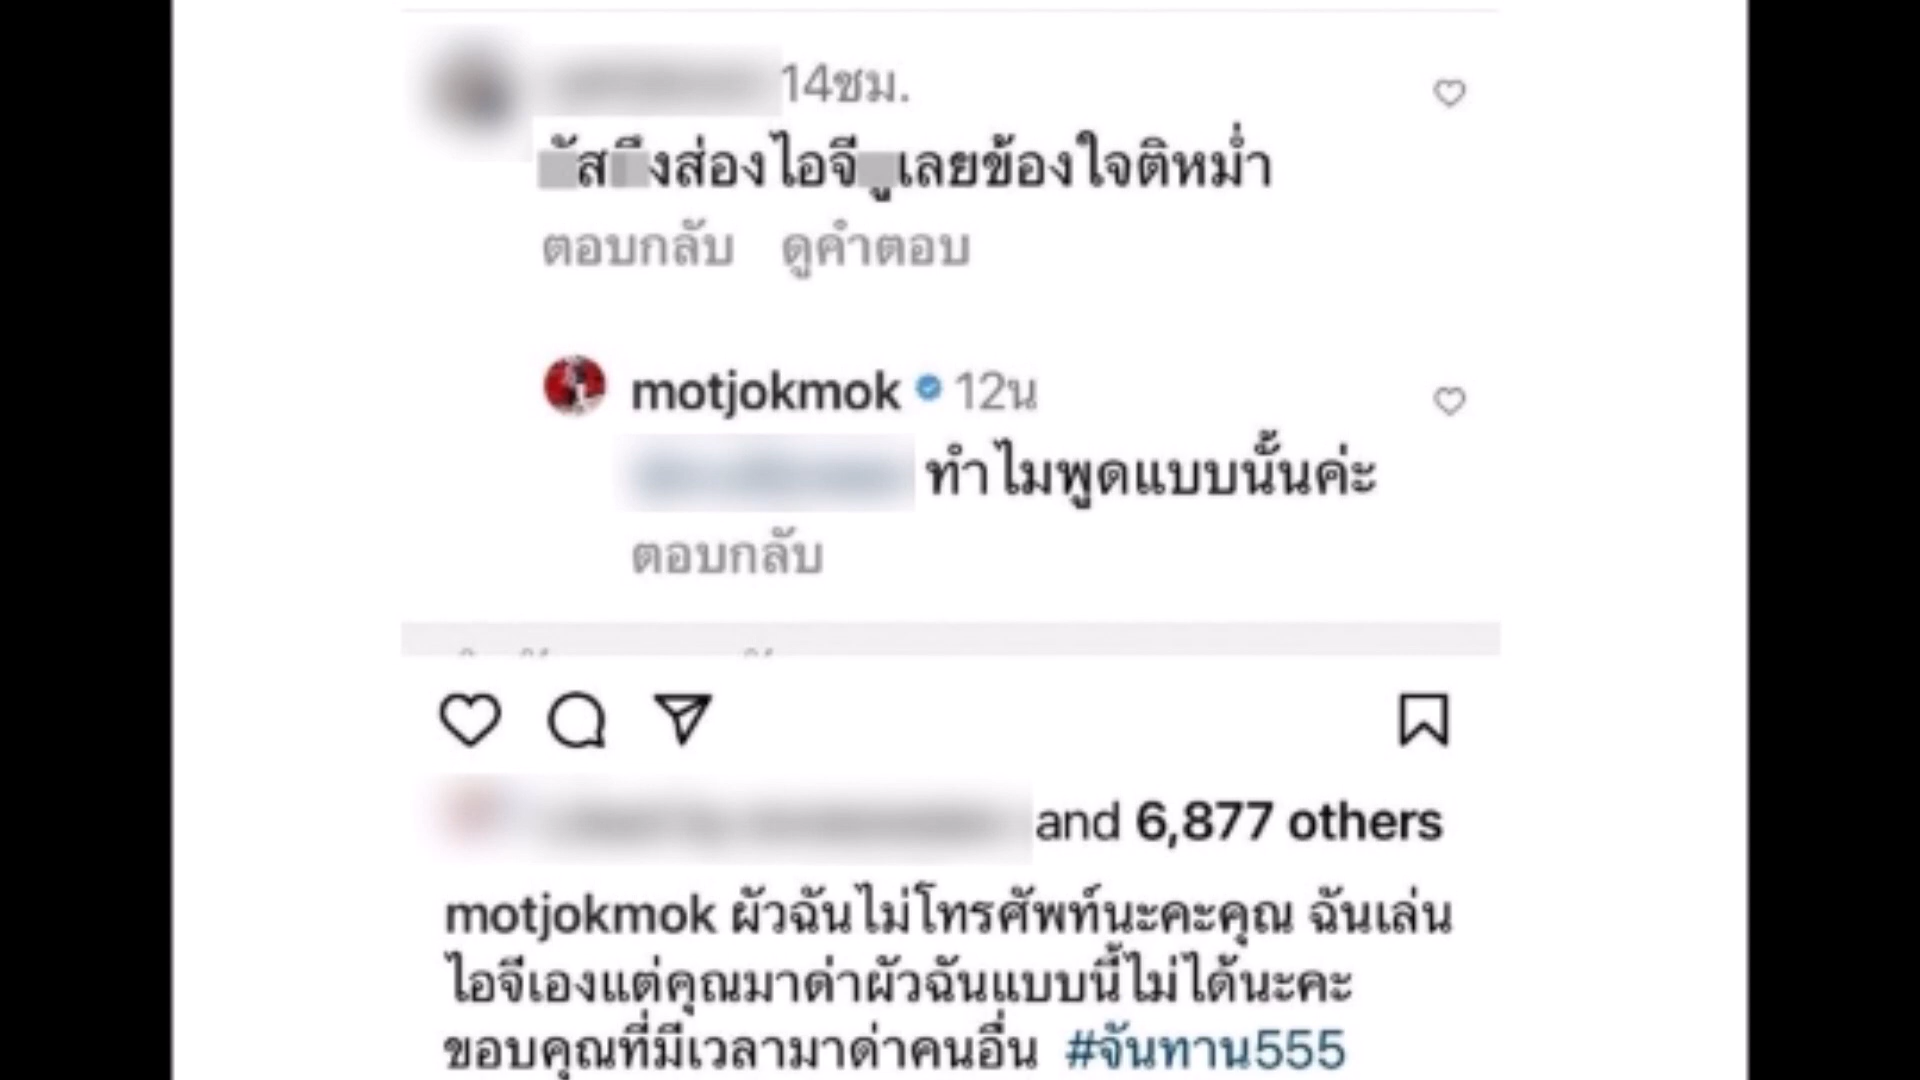 14ชม.
ส่องไอจี เลยข้องใจติหม่ำ
ตอบกลับ ดูคำตอบ
motjokmok 12น
ทำไมพูดแบบนั้นค่ะ
ตอบกลับ
and 6,877 others
motjokmok ผัวฉันไม่โทรศัพท์นะคะคุณ ฉันเล่น
ไอจีเองแต่คุณมาด่าผัวฉันแบบนี้ไม่ได้นะคะ
ขอบคุณที่มีเวลามาด่าคนอื่น #จันทาน555